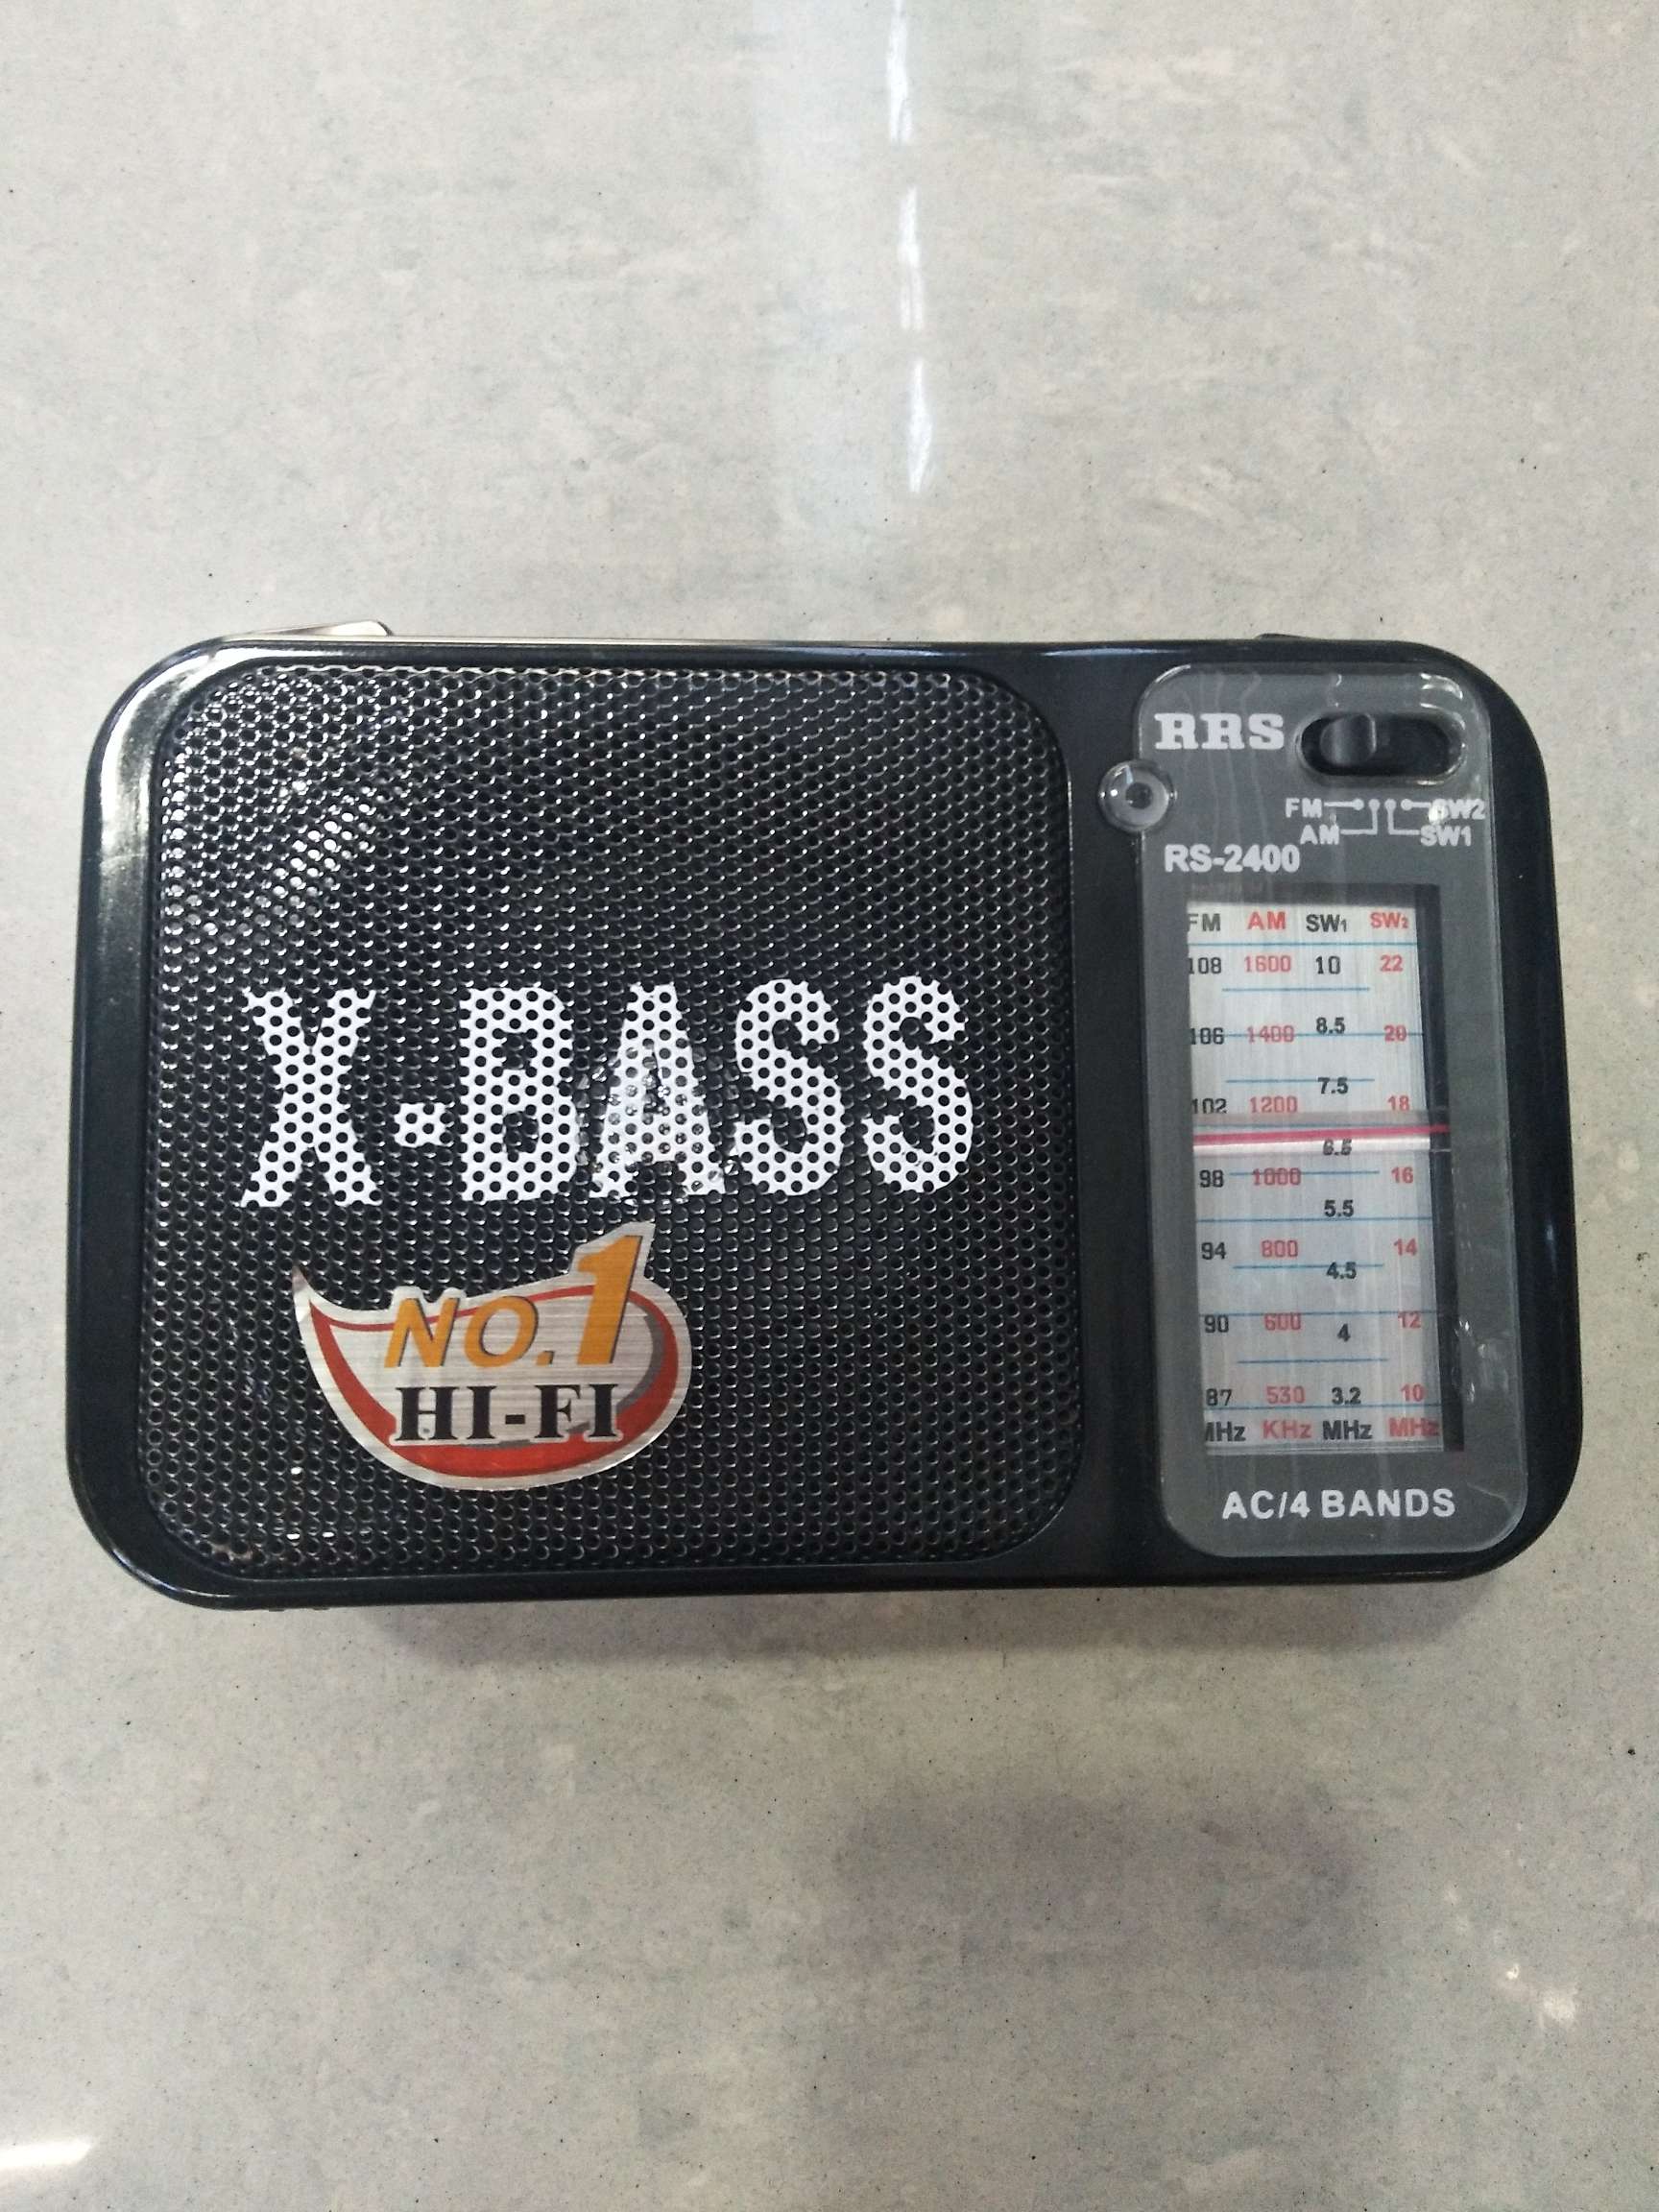 X-BASS
NO.1
HI-FI
RRS
FM SW2
AM SW1
RS-2400
FM AM SW1 SW2
108 1600 10 22
106 1400 8.5 20
7.5
102 1200 18
6.5
98 1000 16
5.5
94 800 14
4.5
90 600 4 12
87 530 3.2 10
MHz KHz MHz MHz
AC/4 BANDS